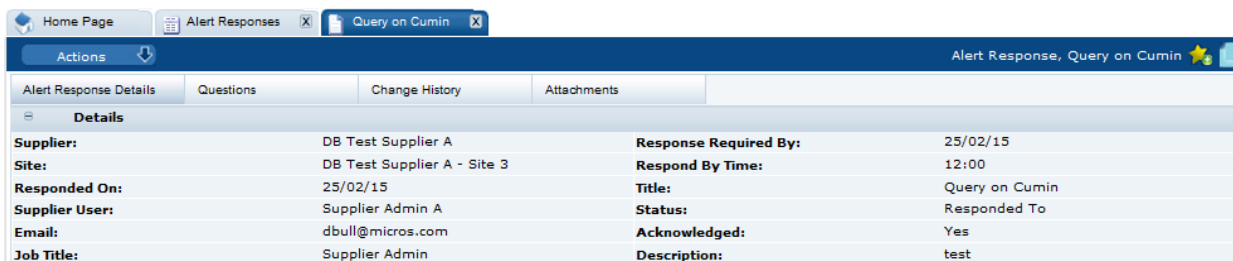 Home Page Alert Responses X Query on Cumin X
Actions Alert Response, Query on Cumin
Alert Response Details Questions Change History Attachments
Details
Supplier: DB Test Supplier A Response Required By: 25/02/15
Site: DB Test Supplier A - Site 3 Respond By Time: 12:00
Responded On: 25/02/15 Title: Query on Cumin
Supplier User: Supplier Admin A Status: Responded To
Email: dbull@micros.com Acknowledged: Yes
Job Title: Supplier Admin Description: test